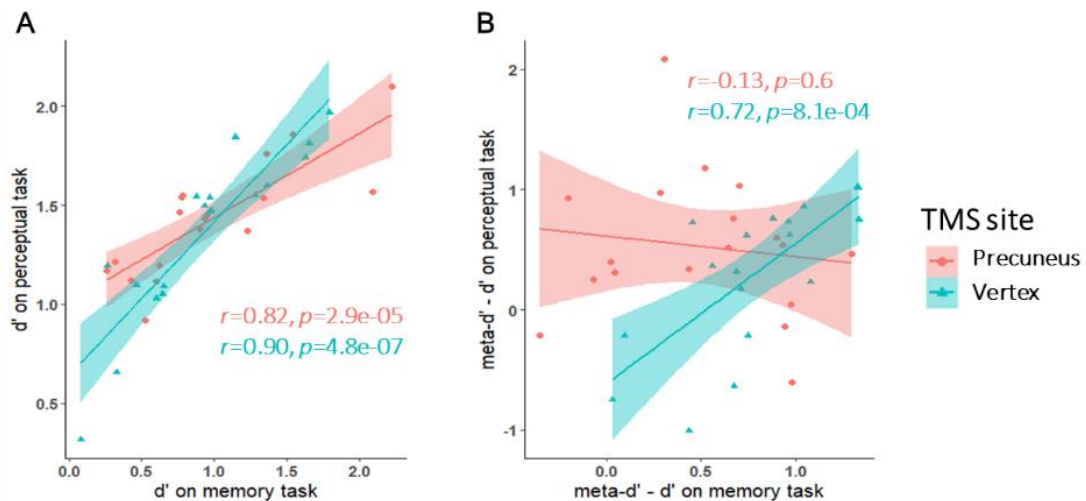 A
d' on perceptual task
2.0
1.5
1.0
0.5
r=0.82, p=2.9e-05
r=0.90, p=4.8e-07
0.0
0.5
1.0
1.5
2.0
d' on memory task
B
meta-d' - d' on perceptual task
2
1
0
-1
r=-0.13, p=0.6
r=0.72, p=8.1e-04
0.0
0.5
1.0
meta-d' - d' on memory task
TMS site
Precuneus
Vertex